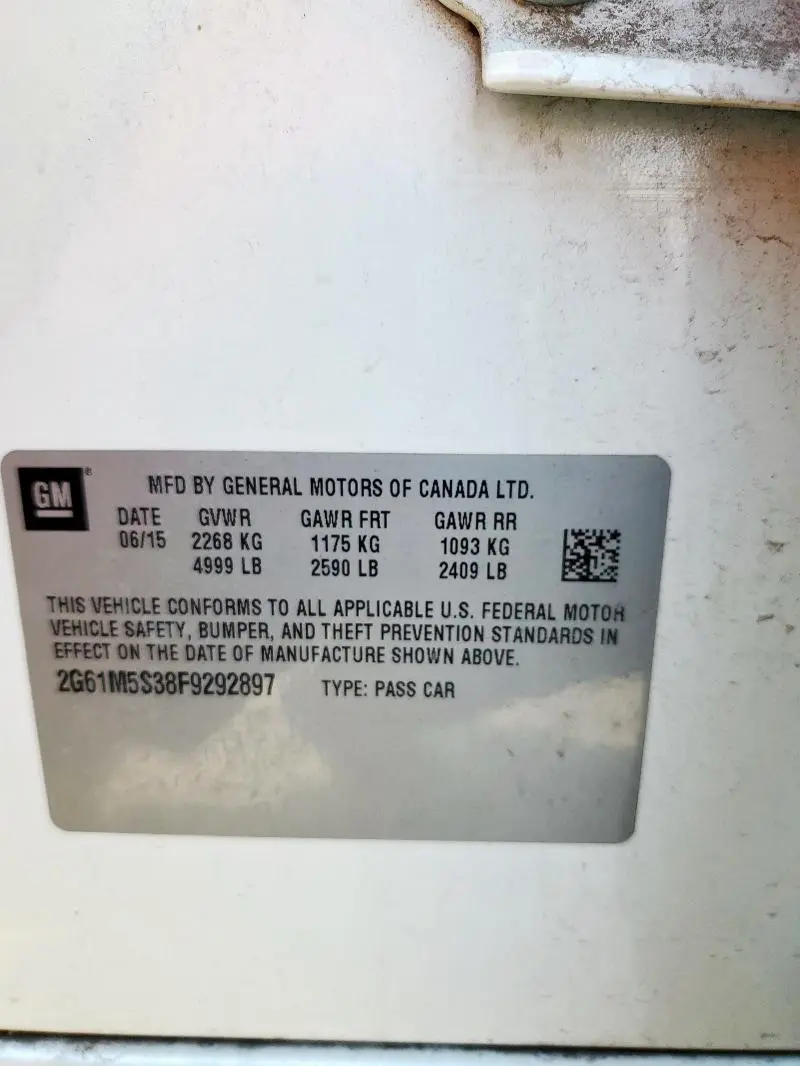 GM ®
MFD BY GENERAL MOTORS OF CANADA LTD.
DATE GVWR GAWR FRT GAWR RR
06/15 2268 KG 1175 KG 1093 KG
4999 LB 2590 LB 2409 LB
THIS VEHICLE CONFORMS TO ALL APPLICABLE U.S. FEDERAL MOTOR
VEHICLE SAFETY, BUMPER, AND THEFT PREVENTION STANDARDS IN
EFFECT ON THE DATE OF MANUFACTURE SHOWN ABOVE.
2G61M5S38F9292897 TYPE: PASS CAR